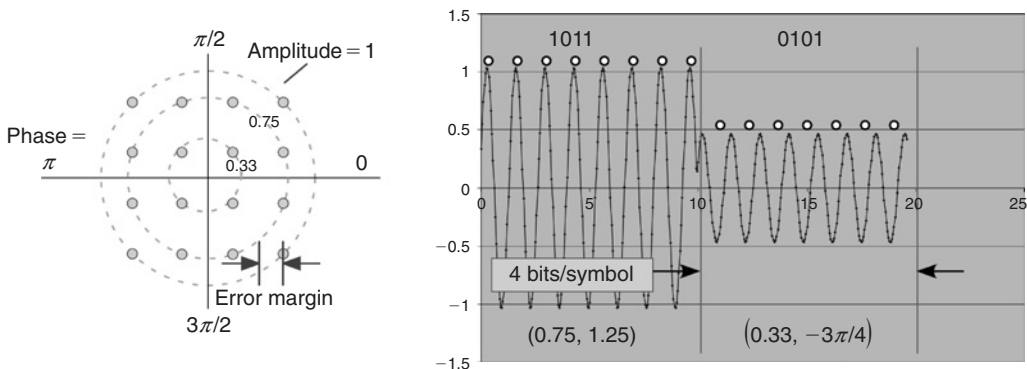 π/2
Amplitude = 1
0.75
Phase =
π
0.33
0
Error margin
3π/2
1.5
1011
0101
1
0.5
0
0
5
10
15
20
25
−0.5
4 bits/symbol
−1
(0.75, 1.25)
(0.33, −3π/4)
−1.5